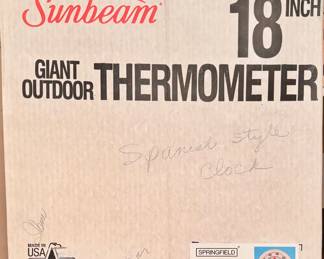 Sunbeam
18 INCH
GIANT
OUTDOOR THERMOMETER
Spanish Style
Clock
MADE IN
USA
SPRINGFIELD